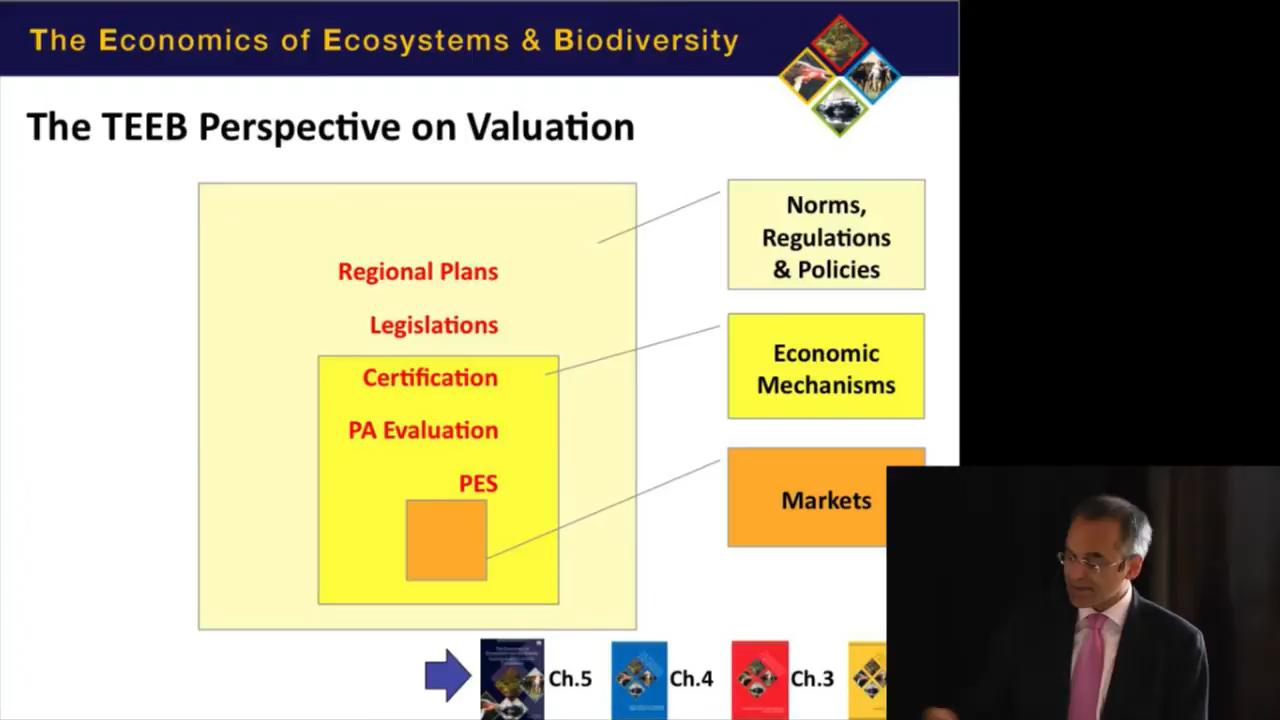 The Economics of Ecosystems & Biodiversity
The TEEB Perspective on Valuation
Regional Plans
Legislations
Certification
PA Evaluation
PES
Norms,
Regulations
& Policies
Economic
Mechanisms
Markets
Ch.5
Ch.4
Ch.3